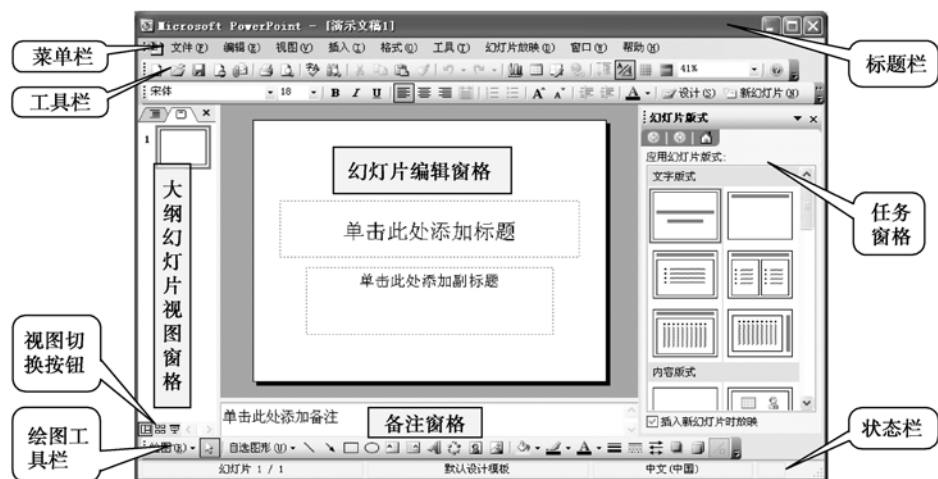 Microsoft PowerPoint - [演示文稿1]
文件(F) 编辑(E) 视图(V) 插入(I) 格式(O) 工具(T) 幻灯片放映(D) 窗口(W) 帮助(H)
41%
宋体 18 B I U A A A 设计(S) 新幻灯片(N)
菜单栏
工具栏
标题栏
1
大纲幻灯片视图窗格
幻灯片编辑窗格
单击此处添加标题
单击此处添加副标题
幻灯片版式
应用幻灯片版式:
文字版式
内容版式
插入新幻灯片时放映
任务
窗格
视图切
换按钮
单击此处添加备注
备注窗格
绘图工
具栏
绘图(R) 自选图形(U)
状态栏
幻灯片 1 / 1 默认设计模板 中文(中国)